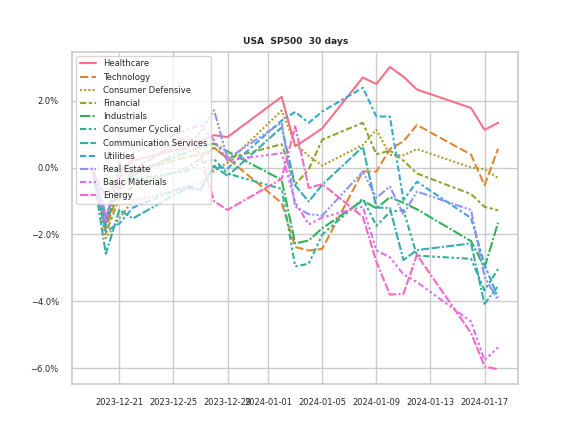 USA  SP500  30 days
Healthcare
Technology
Consumer Defensive
Financial
Industrials
Consumer Cyclical
Communication Services
Utilities
Real Estate
Basic Materials
Energy
2.0%
0.0%
−2.0%
−4.0%
−6.0%
2023-12-21
2023-12-25
2023-12-29
2024-01-01
2024-01-05
2024-01-09
2024-01-13
2024-01-17